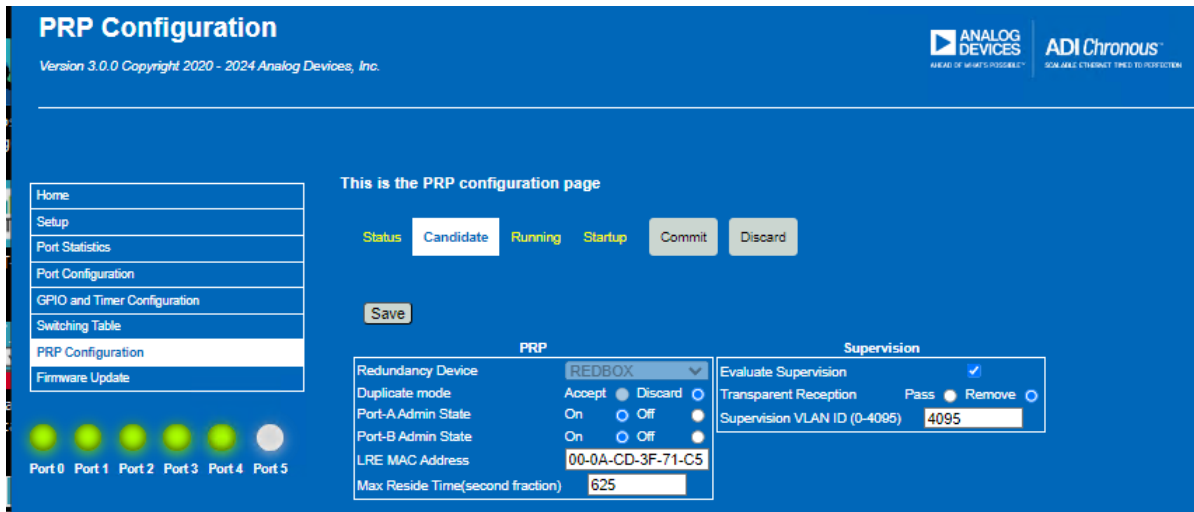 PRP Configuration
Version 3.0.0 Copyright 2020 - 2024 Analog Devices, Inc.
ANALOG
DEVICES
AHEAD OF WHAT'S POSSIBLE™
ADI Chronous™
SCALABLE ETHERNET TIMED TO PERFECTION
This is the PRP configuration page
Home
Setup
Port Statistics
Port Configuration
GPIO and Timer Configuration
Switching Table
PRP Configuration
Firmware Update
Port 0 Port 1 Port 2 Port 3 Port 4 Port 5
Status Candidate Running Startup Commit Discard
Save
PRP
Redundancy Device REDBOX
Duplicate mode Accept Discard
Port-A Admin State On Off
Port-B Admin State On Off
LRE MAC Address 00-0A-CD-3F-71-C5
Max Reside Time(second fraction) 625
Supervision
Evaluate Supervision
Transparent Reception Pass Remove
Supervision VLAN ID (0-4095) 4095